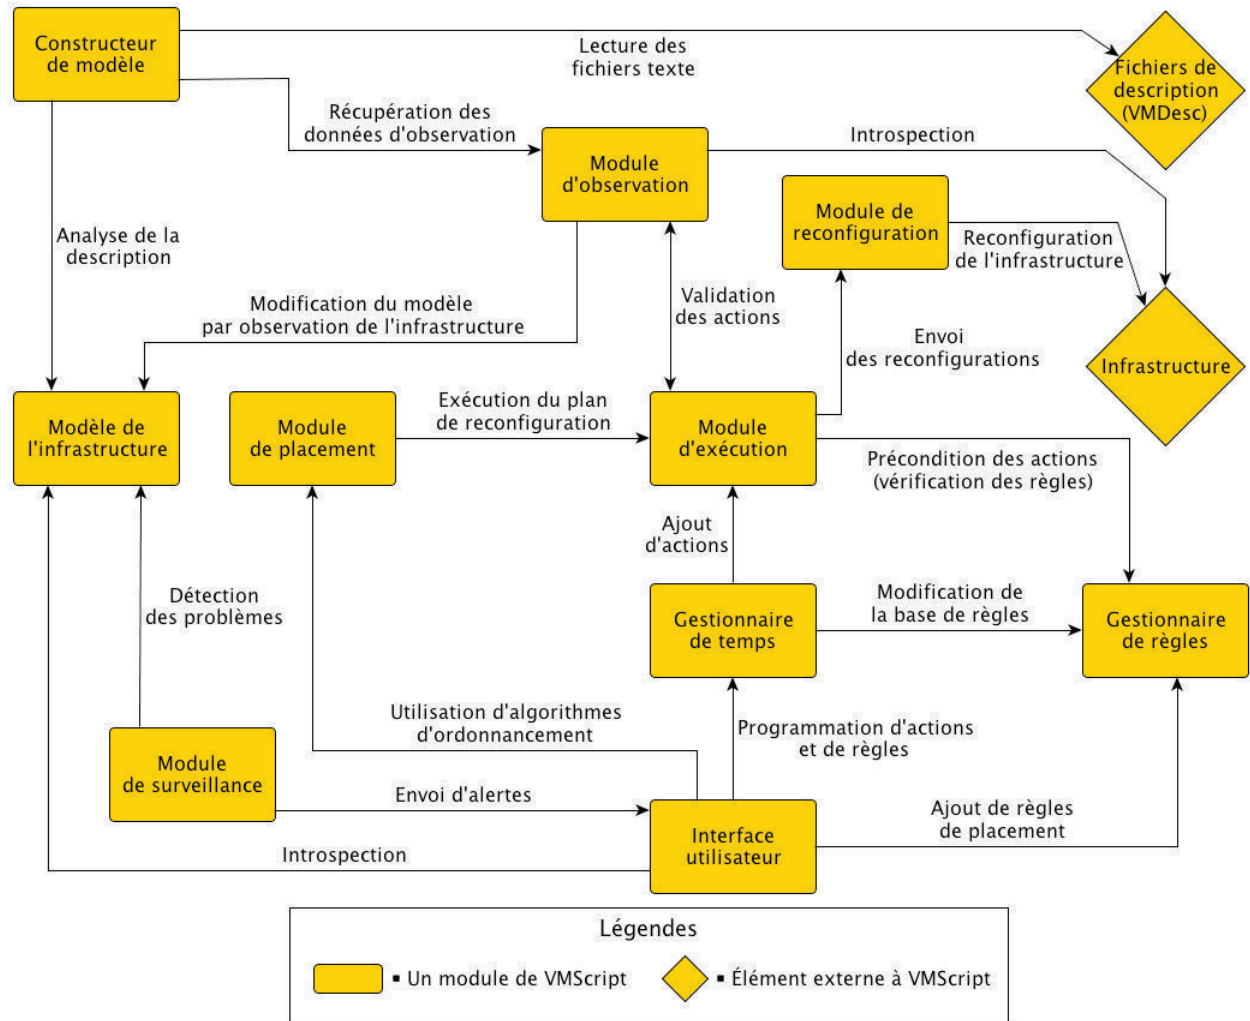 Constructeur
de modèle
Lecture des
fichiers texte
Fichiers de
description
(VMDesc)
Récupération des
données d'observation
Module
d'observation
Introspection
Module de
reconfiguration
Reconfiguration
de l'infrastructure
Analyse de la
description
Modification du modèle
par observation de l'infrastructure
Validation
des actions
Envoi
des reconfigurations
Infrastructure
Modèle de
l'infrastructure
Module
de placement
Exécution du plan
de reconfiguration
Module
d'exécution
Précondition des actions
(vérification des règles)
Ajout
d'actions
Détection
des problèmes
Gestionnaire
de temps
Modification de
la base de règles
Gestionnaire
de règles
Utilisation d'algorithmes
d'ordonnancement
Programmation d'actions
et de règles
Module
de surveillance
Envoi d'alertes
Interface
utilisateur
Ajout de règles
de placement
Introspection
Légendes
▪ Un module de VMScript
▪ Élément externe à VMScript